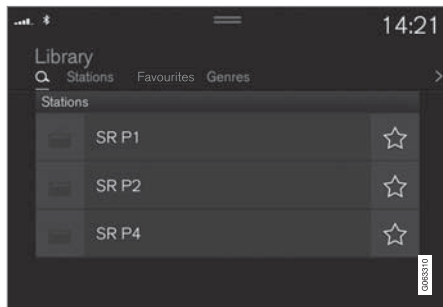 14:21
Library
Stations Favourites Genres
Stations
SR P1
SR P2
SR P4
G063310